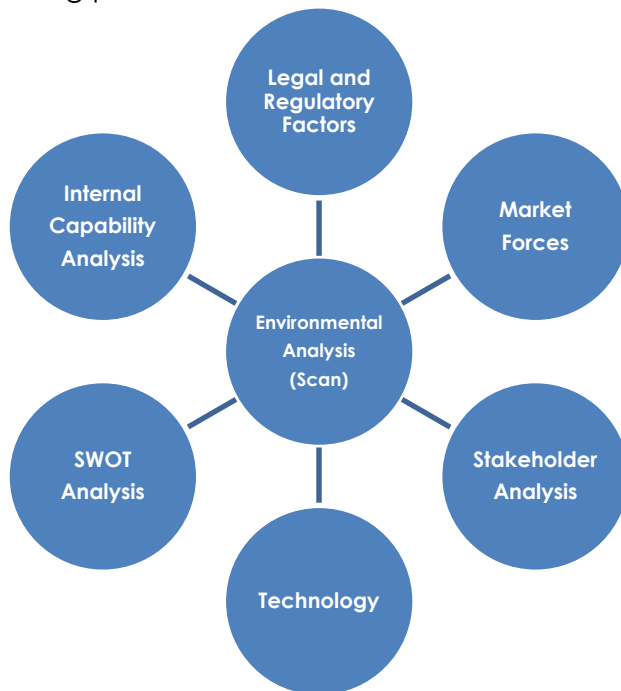 Legal and
Regulatory
Factors
Internal
Capability
Analysis
Market
Forces
Environmental
Analysis
(Scan)
SWOT
Analysis
Stakeholder
Analysis
Technology